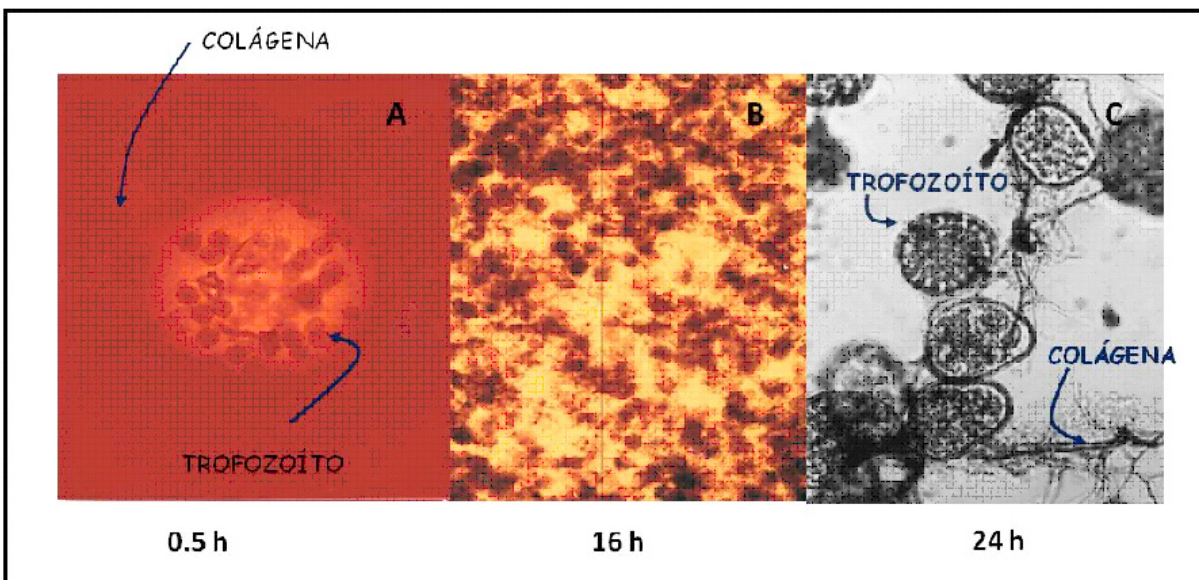 COLÁGENA
A
B
C
TROFOZOÍTO
COLÁGENA
TROFOZOÍTO
0.5 h
16 h
24 h